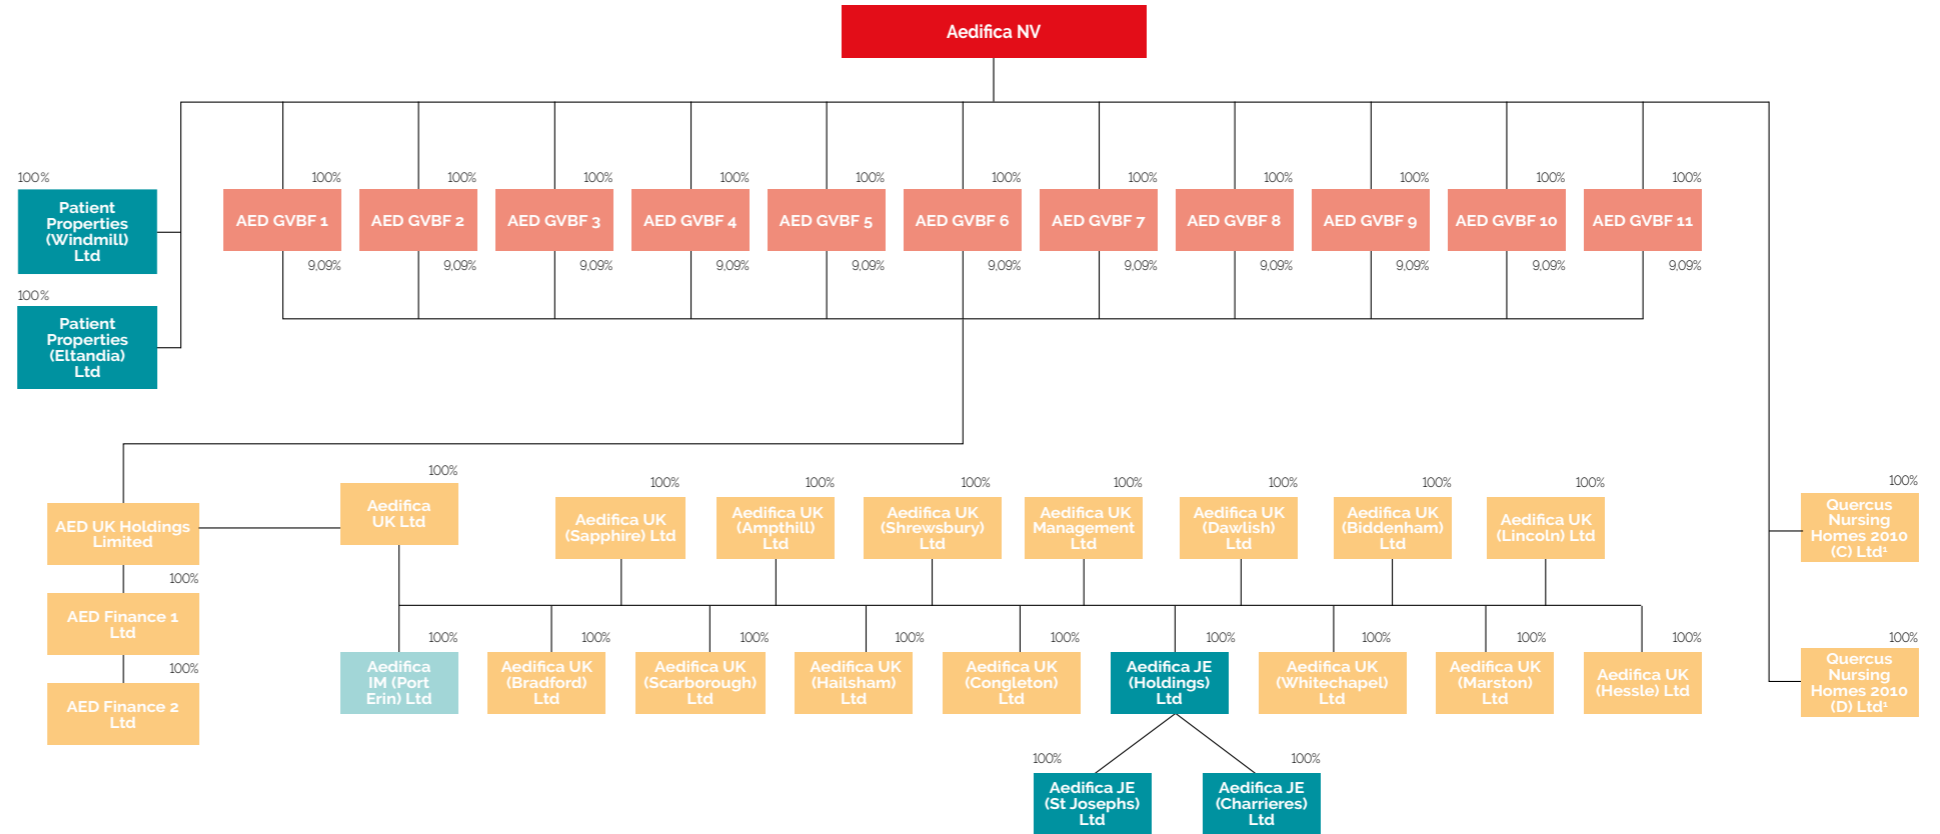 Aedifica NV
100%
Patient
Properties
(Windmill)
Ltd
100%
Patient
Properties
(Eltandia)
Ltd
100%
AED GVBF 1
9,09%
100%
AED GVBF 2
9,09%
100%
AED GVBF 3
9,09%
100%
AED GVBF 4
9,09%
100%
AED GVBF 5
9,09%
100%
AED GVBF 6
9,09%
100%
AED GVBF 7
9,09%
100%
AED GVBF 8
9,09%
100%
AED GVBF 9
9,09%
100%
AED GVBF 10
9,09%
100%
AED GVBF 11
9,09%
AED UK Holdings
Limited
100%
AED Finance 1
Ltd
100%
AED Finance 2
Ltd
100%
Aedifica
UK Ltd
100%
Aedifica UK
(Sapphire) Ltd
100%
Aedifica UK
(Ampthill)
Ltd
100%
Aedifica UK
(Shrewsbury)
Ltd
100%
Aedifica UK
Management
Ltd
100%
Aedifica UK
(Dawlish)
Ltd
100%
Aedifica UK
(Biddenham)
Ltd
100%
Aedifica UK
(Lincoln) Ltd
100%
Aedifica
IM (Port
Erin) Ltd
100%
Aedifica UK
(Bradford)
Ltd
100%
Aedifica UK
(Scarborough)
Ltd
100%
Aedifica UK
(Hailsham)
Ltd
100%
Aedifica UK
(Congleton)
Ltd
100%
Aedifica JE
(Holdings)
Ltd
100%
Aedifica UK
(Whitechapel)
Ltd
100%
Aedifica UK
(Marston)
Ltd
100%
Aedifica UK
(Hessle) Ltd
100%
Aedifica JE
(St Josephs)
Ltd
100%
Aedifica JE
(Charrieres)
Ltd
100%
Quercus
Nursing
Homes 2010
(C) Ltd¹
100%
Quercus
Nursing
Homes 2010
(D) Ltd¹